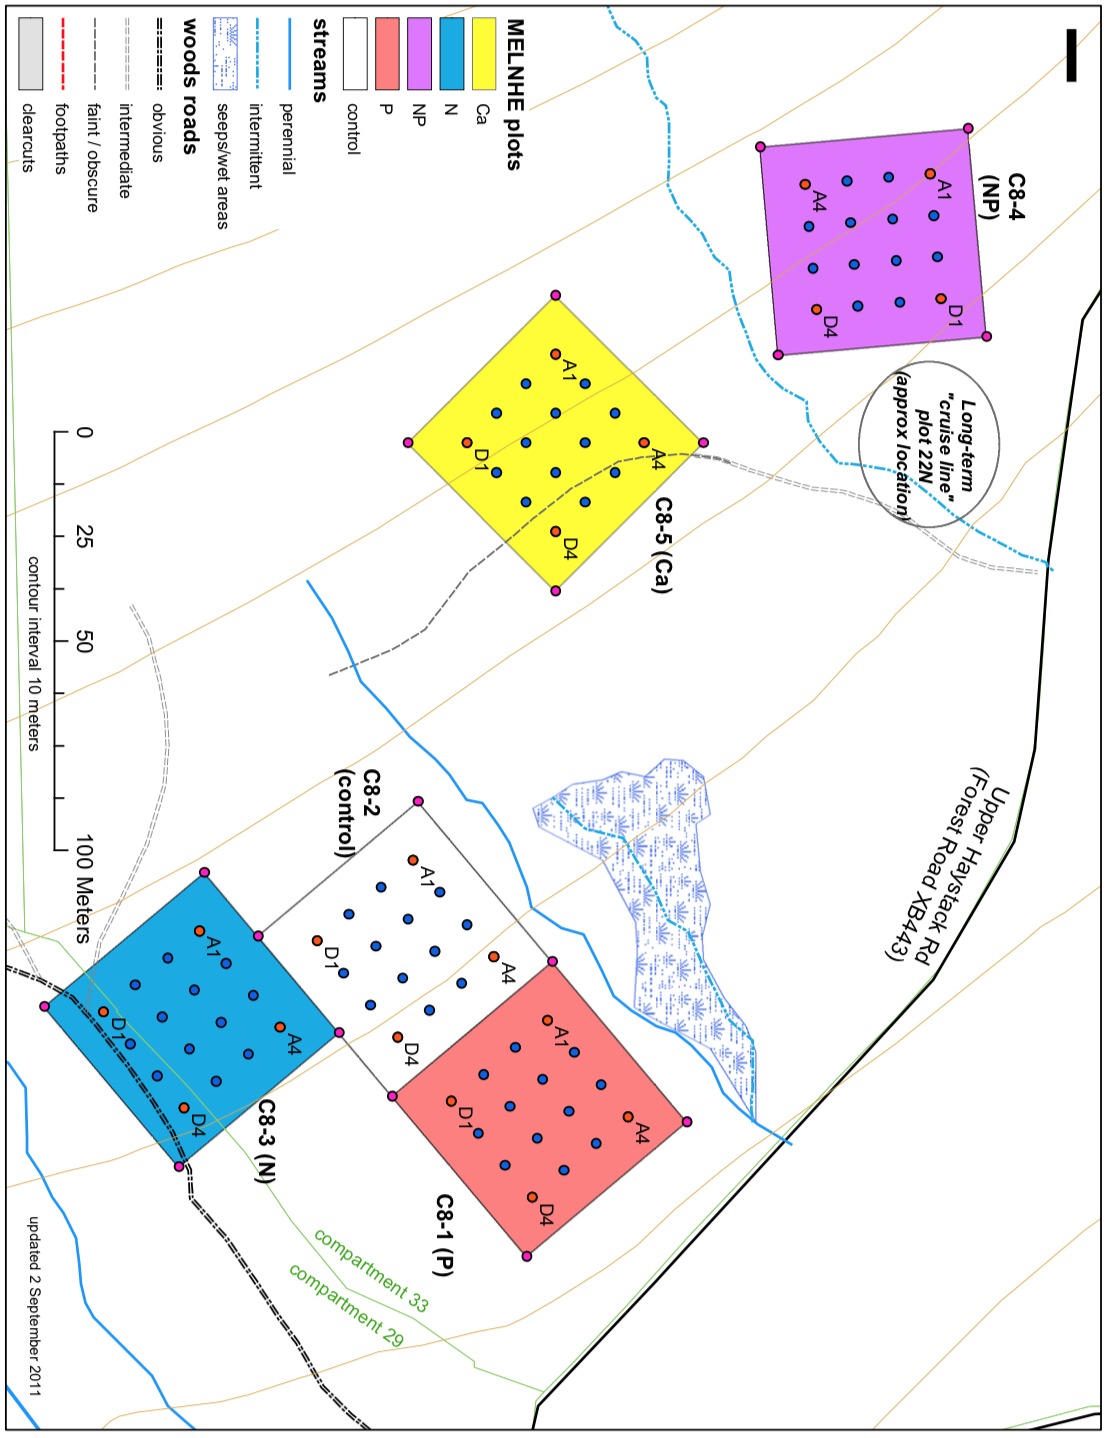 C8-4
(NP)
A1
D1
A4
D4
Long-term
"cruise line"
plot 22N
(approx location)
Upper Haystack Rd
(Forest Road XB443)
C8-5 (Ca)
A1
A4
D1
D4
C8-2
(control)
A1
A4
D1
D4
C8-1 (P)
A1
A4
D1
D4
C8-3 (N)
A1
A4
D1
D4
compartment 33
compartment 29
MELNHE plots
Ca
N
NP
P
control
streams
perennial
intermittent
seeps/wet areas
woods roads
obvious
intermediate
faint / obscure
footpaths
clearcuts
0
25
50
100 Meters
contour interval 10 meters
updated 2 September 2011